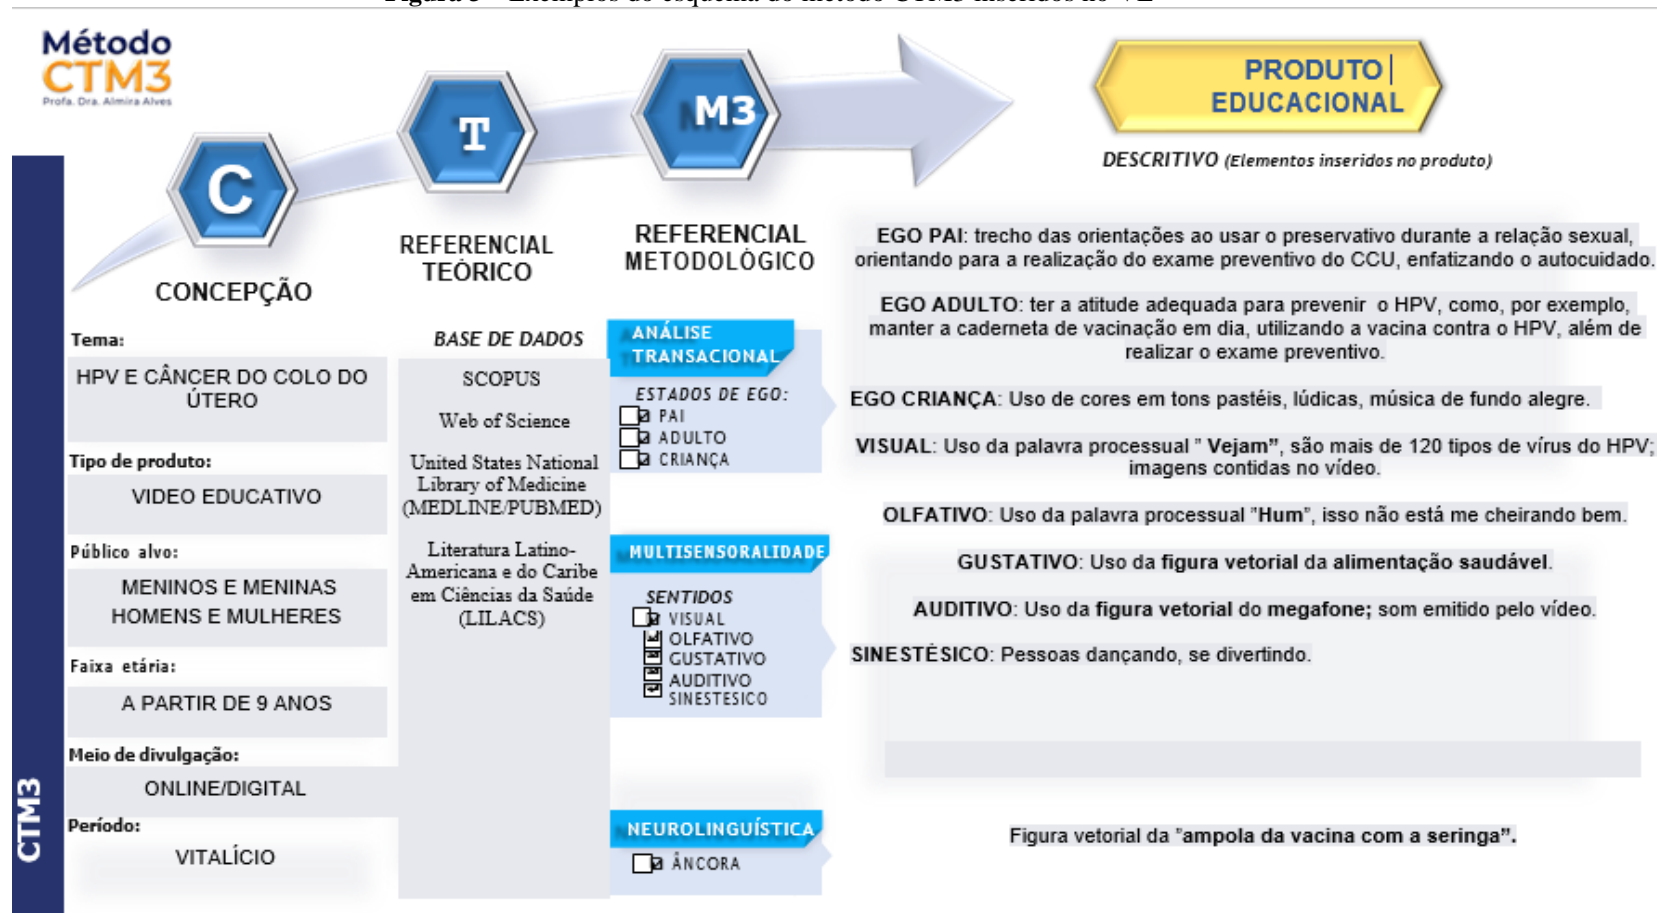 Método
CTM3
Profa. Dra. Almira Alves
C
T
M3
PRODUTO
EDUCACIONAL
DESCRITIVO (Elementos inseridos no produto)
CONCEPÇÃO
Tema:
HPV E CÂNCER DO COLO DO
ÚTERO
Tipo de produto:
VIDEO EDUCATIVO
Público alvo:
MENINOS E MENINAS
HOMENS E MULHERES
Faixa etária:
A PARTIR DE 9 ANOS
Meio de divulgação:
ONLINE/DIGITAL
Período:
VITALÍCIO
CTM3
REFERENCIAL
TEÓRICO
BASE DE DADOS
SCOPUS
Web of Science
United States National
Library of Medicine
(MEDLINE/PUBMED)
Literatura Latino-
Americana e do Caribe
em Ciências da Saúde
(LILACS)
REFERENCIAL
METODOLÓGICO
ANÁLISE
TRANSACIONAL
ESTADOS DE EGO:
PAI
ADULTO
CRIANÇA
MULTISENSORALIDADE
SENTIDOS
VISUAL
OLFATIVO
GUSTATIVO
AUDITIVO
SINESTESICO
NEUROLINGUÍSTICA
ÂNCORA
EGO PAI: trecho das orientações ao usar o preservativo durante a relação sexual,
orientando para a realização do exame preventivo do CCU, enfatizando o autocuidado.
EGO ADULTO: ter a atitude adequada para prevenir o HPV, como, por exemplo,
manter a caderneta de vacinação em dia, utilizando a vacina contra o HPV, além de
realizar o exame preventivo.
EGO CRIANÇA: Uso de cores em tons pastéis, lúdicas, música de fundo alegre.
VISUAL: Uso da palavra processual " Vejam”, são mais de 120 tipos de vírus do HPV;
imagens contidas no vídeo.
OLFATIVO: Uso da palavra processual "Hum", isso não está me cheirando bem.
GUSTATIVO: Uso da figura vetorial da alimentação saudável.
AUDITIVO: Uso da figura vetorial do megafone; som emitido pelo vídeo.
SINESTÉSICO: Pessoas dançando, se divertindo.
Figura vetorial da "ampola da vacina com a seringa”.